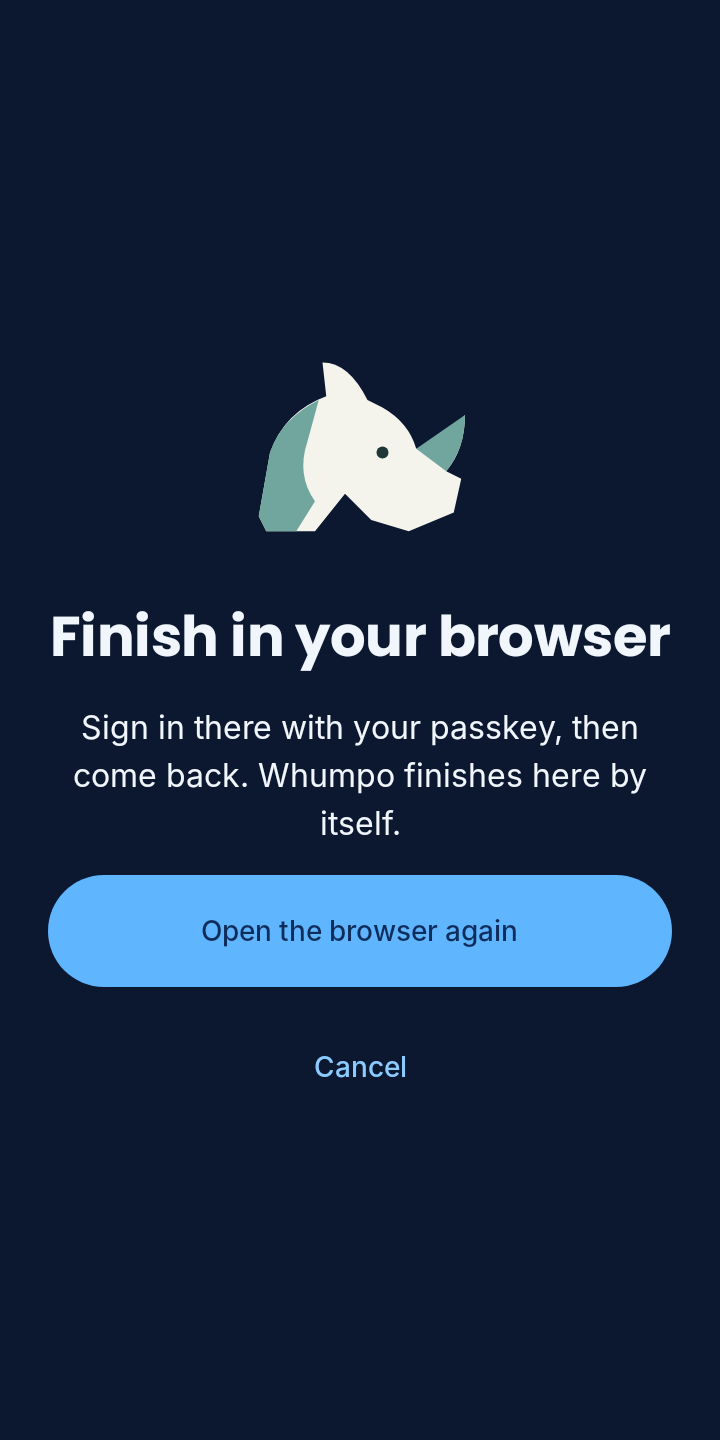 Finish in your browser
Sign in there with your passkey, then
come back. Whumpo finishes here by
itself.
Open the browser again
Cancel